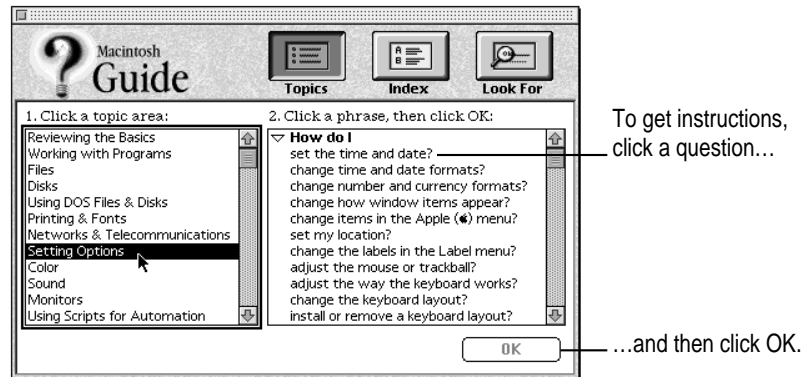 Macintosh
Guide
Topics
Index
Look For
1. Click a topic area:
Reviewing the Basics
Working with Programs
Files
Disks
Using DOS Files & Disks
Printing & Fonts
Networks & Telecommunications
Setting Options
Color
Sound
Monitors
Using Scripts for Automation
2. Click a phrase, then click OK:
How do I
set the time and date?
change time and date formats?
change number and currency formats?
change how window items appear?
change items in the Apple () menu?
set my location?
change the labels in the Label menu?
adjust the mouse or trackball?
adjust the way the keyboard works?
change the keyboard layout?
install or remove a keyboard layout?
OK
To get instructions,
click a question…
…and then click OK.